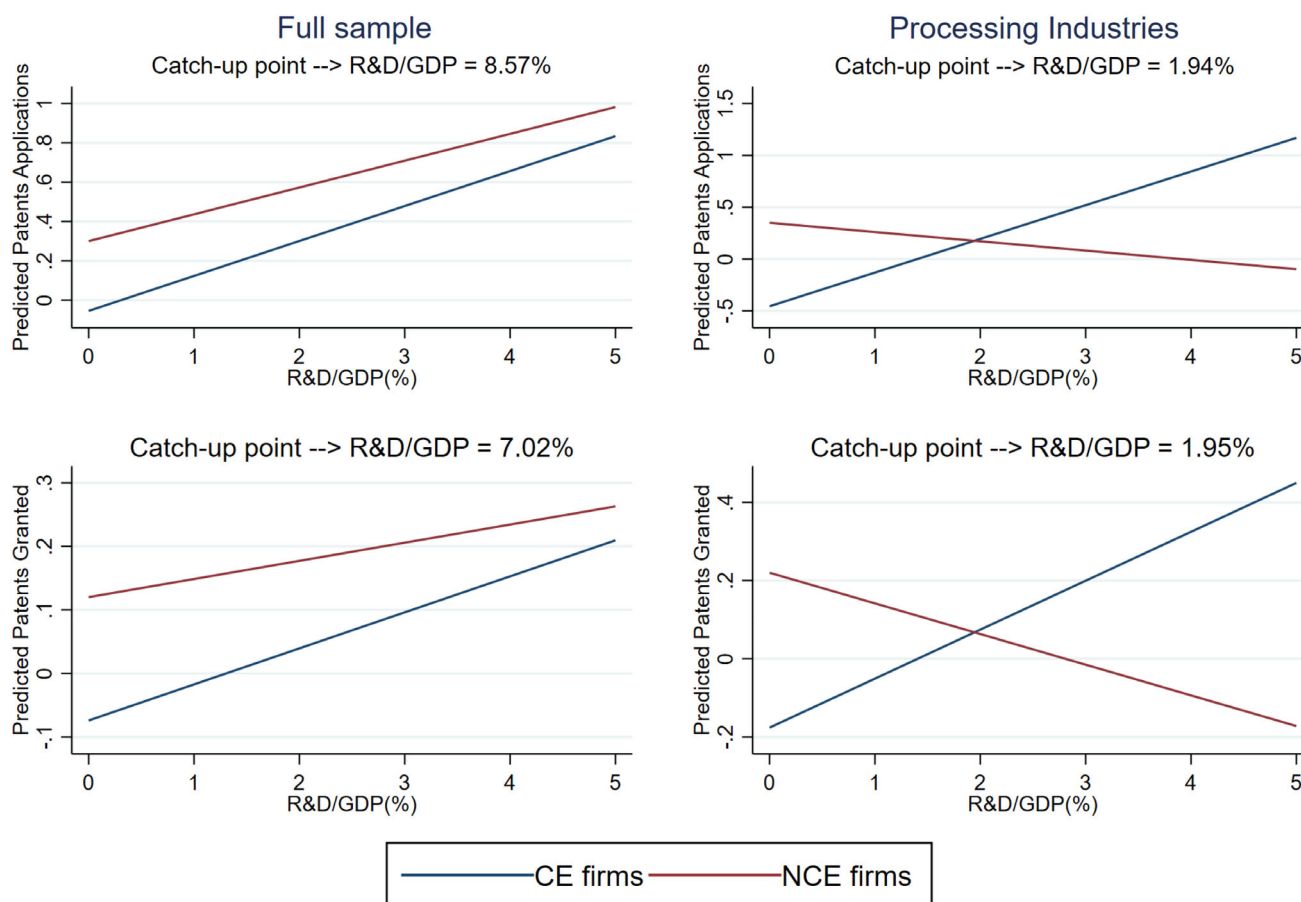 Full sample
Catch-up point --> R&D/GDP = 8.57%
Predicted Patents Applications
1
.8
.6
.4
.2
0
0 1 2 3 4 5
R&D/GDP(%)
Processing Industries
Catch-up point --> R&D/GDP = 1.94%
Predicted Patents Applications
1.5
1
.5
0
-.5
0 1 2 3 4 5
R&D/GDP(%)
Catch-up point --> R&D/GDP = 7.02%
Predicted Patents Granted
.3
.2
.1
0
-.1
0 1 2 3 4 5
R&D/GDP(%)
Catch-up point --> R&D/GDP = 1.95%
Predicted Patents Granted
.4
.2
0
-.2
0 1 2 3 4 5
R&D/GDP(%)
CE firms NCE firms